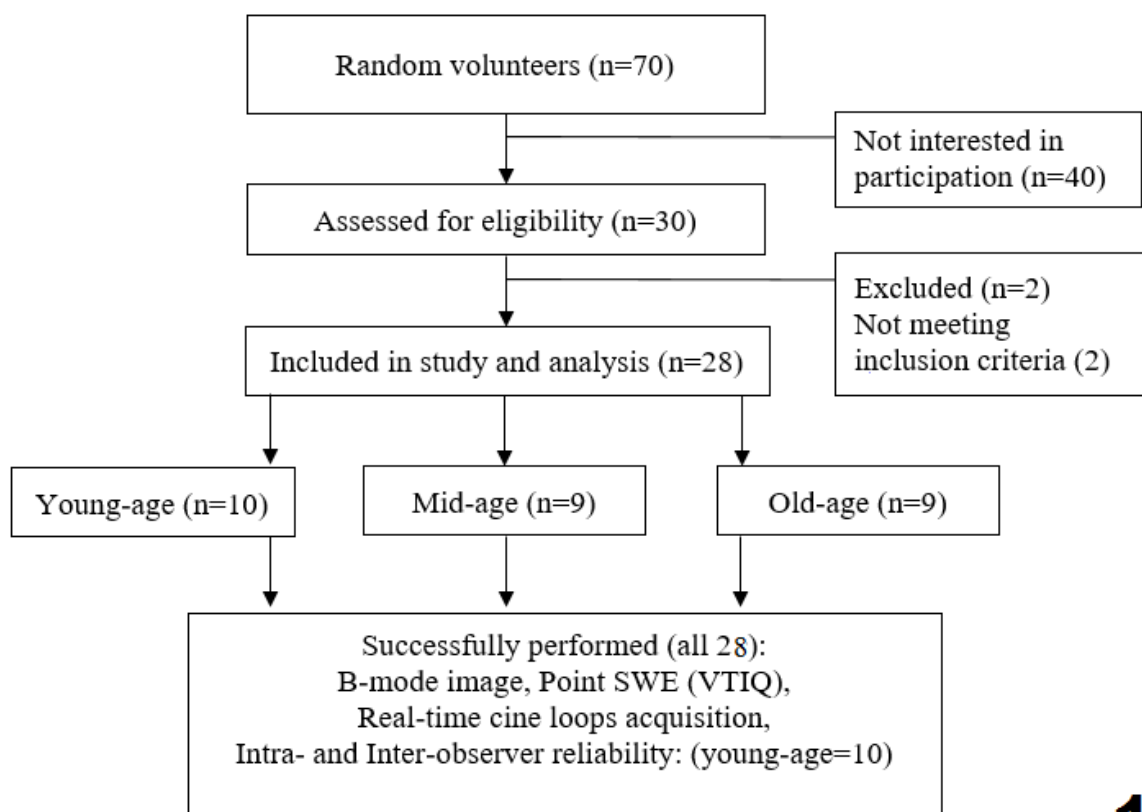 Random volunteers (n=70)
Not interested in
participation (n=40)
Assessed for eligibility (n=30)
Excluded (n=2)
Not meeting
inclusion criteria (2)
Included in study and analysis (n=28)
Young-age (n=10)
Mid-age (n=9)
Old-age (n=9)
Successfully performed (all 28):
B-mode image, Point SWE (VTIQ),
Real-time cine loops acquisition,
Intra- and Inter-observer reliability: (young-age=10)